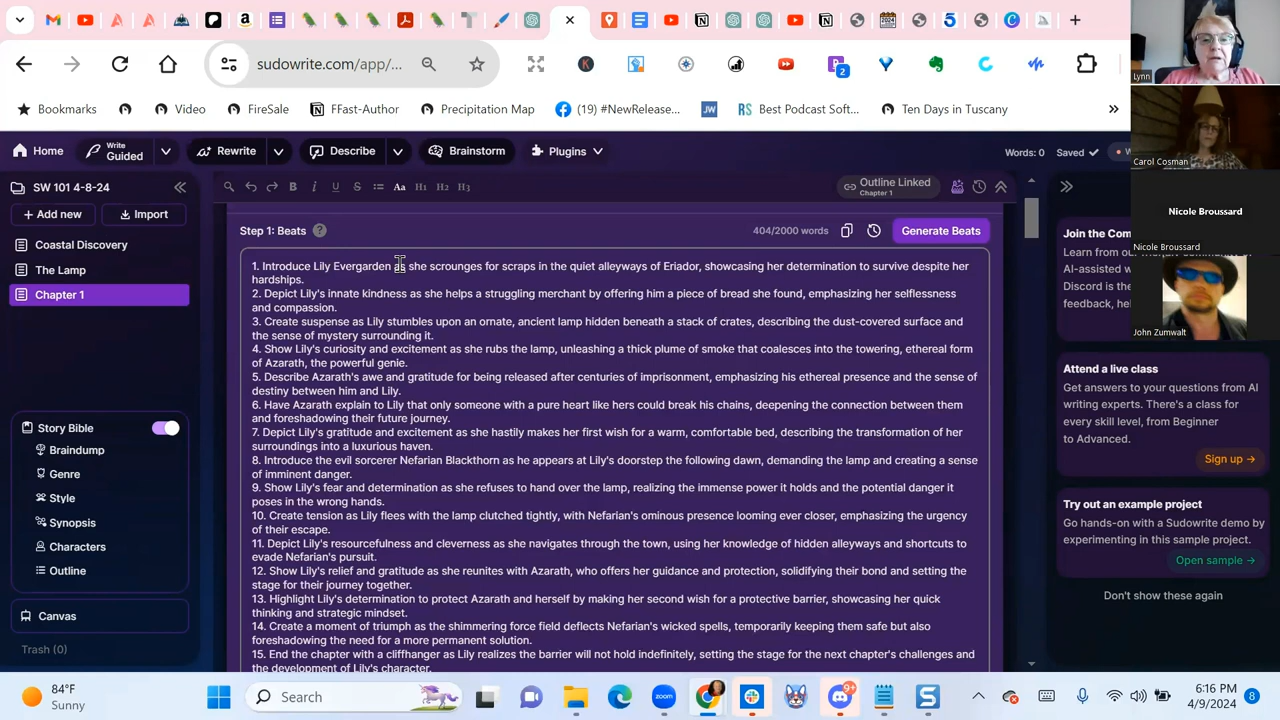 sudowrite.com/app/...
2
Bookmarks
Video
FireSale
FFast-Author
Precipitation Map
(19) #NewRelease...
JW
RS Best Podcast Soft...
Ten Days in Tuscany
»
Home
Write Guided
Rewrite
Describe
Brainstorm
Plugins
Words: 0
Saved
SW 101 4-8-24
+ Add new
Import
Coastal Discovery
The Lamp
Chapter 1
Story Bible
Braindump
Genre
Style
Synopsis
Characters
Outline
Canvas
Trash (0)
B I U S Aa H1 H2 H3
Outline Linked
Chapter 1
Step 1: Beats
404/2000 words
Generate Beats
1. Introduce Lily Evergarden as she scrounges for scraps in the quiet alleyways of Eriador, showcasing her determination to survive despite her
hardships.
2. Depict Lily's innate kindness as she helps a struggling merchant by offering him a piece of bread she found, emphasizing her selflessness
and compassion.
3. Create suspense as Lily stumbles upon an ornate, ancient lamp hidden beneath a stack of crates, describing the dust-covered surface and
the sense of mystery surrounding it.
4. Show Lily's curiosity and excitement as she rubs the lamp, unleashing a thick plume of smoke that coalesces into the towering, ethereal form
of Azarath, the powerful genie.
5. Describe Azarath's awe and gratitude for being released after centuries of imprisonment, emphasizing his ethereal presence and the sense of
destiny between him and Lily.
6. Have Azarath explain to Lily that only someone with a pure heart like hers could break his chains, deepening the connection between them
and foreshadowing their future journey.
7. Depict Lily's gratitude and excitement as she hastily makes her first wish for a warm, comfortable bed, describing the transformation of her
surroundings into a luxurious haven.
8. Introduce the evil sorcerer Nefarian Blackthorn as he appears at Lily's doorstep the following dawn, demanding the lamp and creating a sense
of imminent danger.
9. Show Lily's fear and determination as she refuses to hand over the lamp, realizing the immense power it holds and the potential danger it
poses in the wrong hands.
10. Create tension as Lily flees with the lamp clutched tightly, with Nefarian's ominous presence looming ever closer, emphasizing the urgency
of their escape.
11. Depict Lily's resourcefulness and cleverness as she navigates through the town, using her knowledge of hidden alleyways and shortcuts to
evade Nefarian's pursuit.
12. Show Lily's relief and gratitude as she reunites with Azarath, who offers her guidance and protection, solidifying their bond and setting the
stage for their journey together.
13. Highlight Lily's determination to protect Azarath and herself by making her second wish for a protective barrier, showcasing her quick
thinking and strategic mindset.
14. Create a moment of triumph as the shimmering force field deflects Nefarian's wicked spells, temporarily keeping them safe but also
foreshadowing the need for a more permanent solution.
15. End the chapter with a cliffhanger as Lily realizes the barrier will not hold indefinitely, setting the stage for the next chapter's challenges and
the development of Lily's character.
Join the Com
Learn from our
AI-assisted w
Discord is the
feedback, hel
Attend a live
class
Get answers to your questions from AI
writing experts. There's a class
for every skill level, from Beginner
to Advanced.
Sign up →
Try out an example project
Go hands-on with a Sudowrite demo by
experimenting in this sample project.
Open sample →
Don't show these again
Lynn
Carol Cosman
Nicole Broussard
Nicole Broussard
John Zumwalt
84°F
Sunny
Search
zoom
9+
6:16 PM
4/9/2024
8